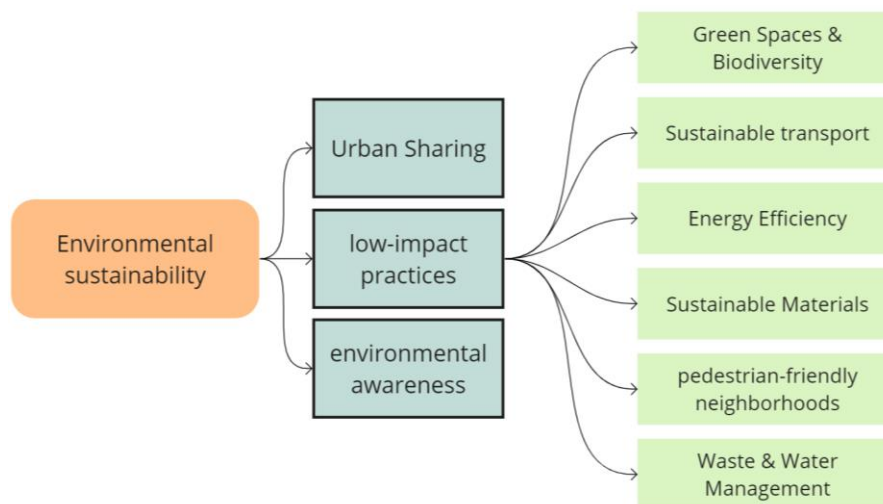 Environmental
sustainability
Urban Sharing
low-impact
practices
environmental
awareness
Green Spaces &
Biodiversity
Sustainable transport
Energy Efficiency
Sustainable Materials
pedestrian-friendly
neighborhoods
Waste & Water
Management